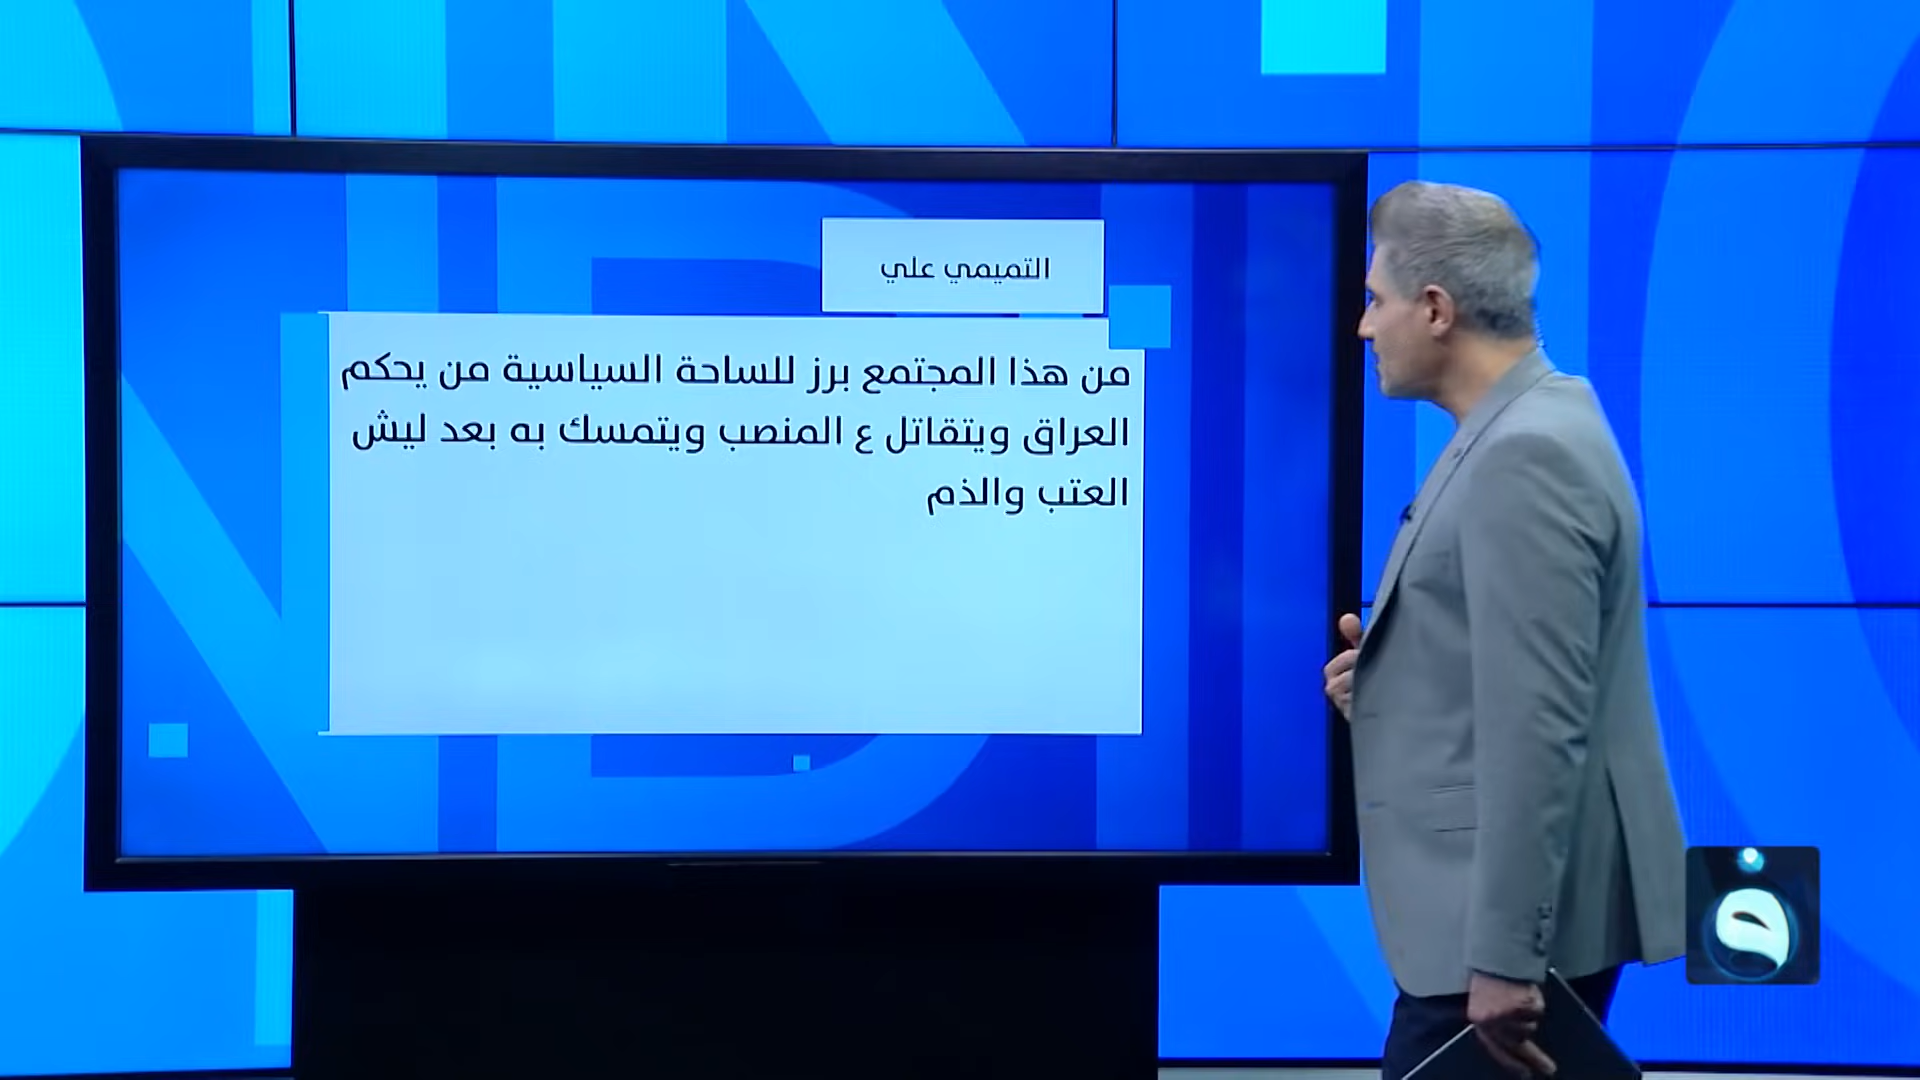 التميمي علي
من هذا المجتمع برز للساحة السياسية من يحكم
العراق ويتقاتل ع المنصب ويتمسك به بعد ليش
العتب والذم